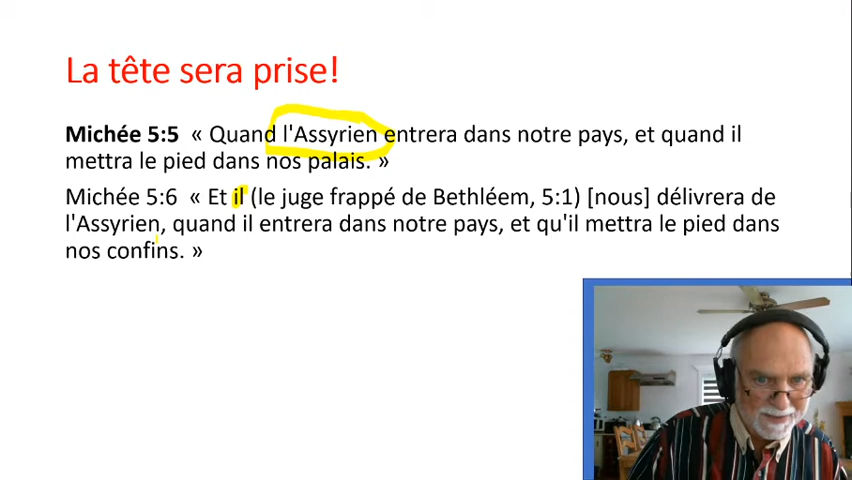 La tête sera prise!
Michée 5:5 « Quand l'Assyrien entrera dans notre pays, et quand il
mettra le pied dans nos palais. »
Michée 5:6 « Et il (le juge frappé de Bethléem, 5:1) [nous] délivrera de
l'Assyrien, quand il entrera dans notre pays, et qu'il mettra le pied dans
nos confins. »